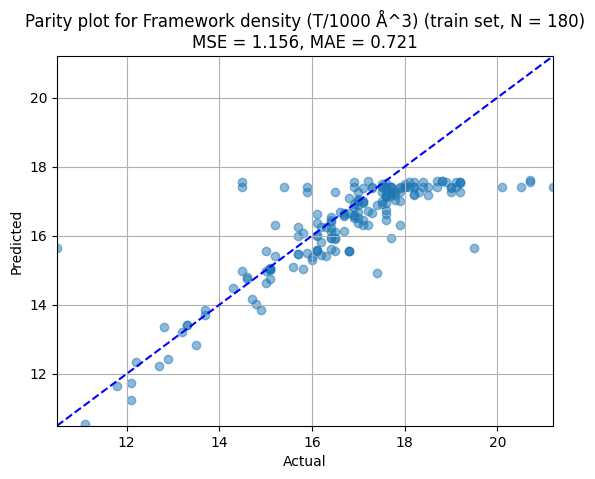 Parity plot for Framework density (T/1000 Å^3) (train set, N = 180)
MSE = 1.156, MAE = 0.721
20
18
16
14
12
Predicted
12 14 16 18 20
Actual